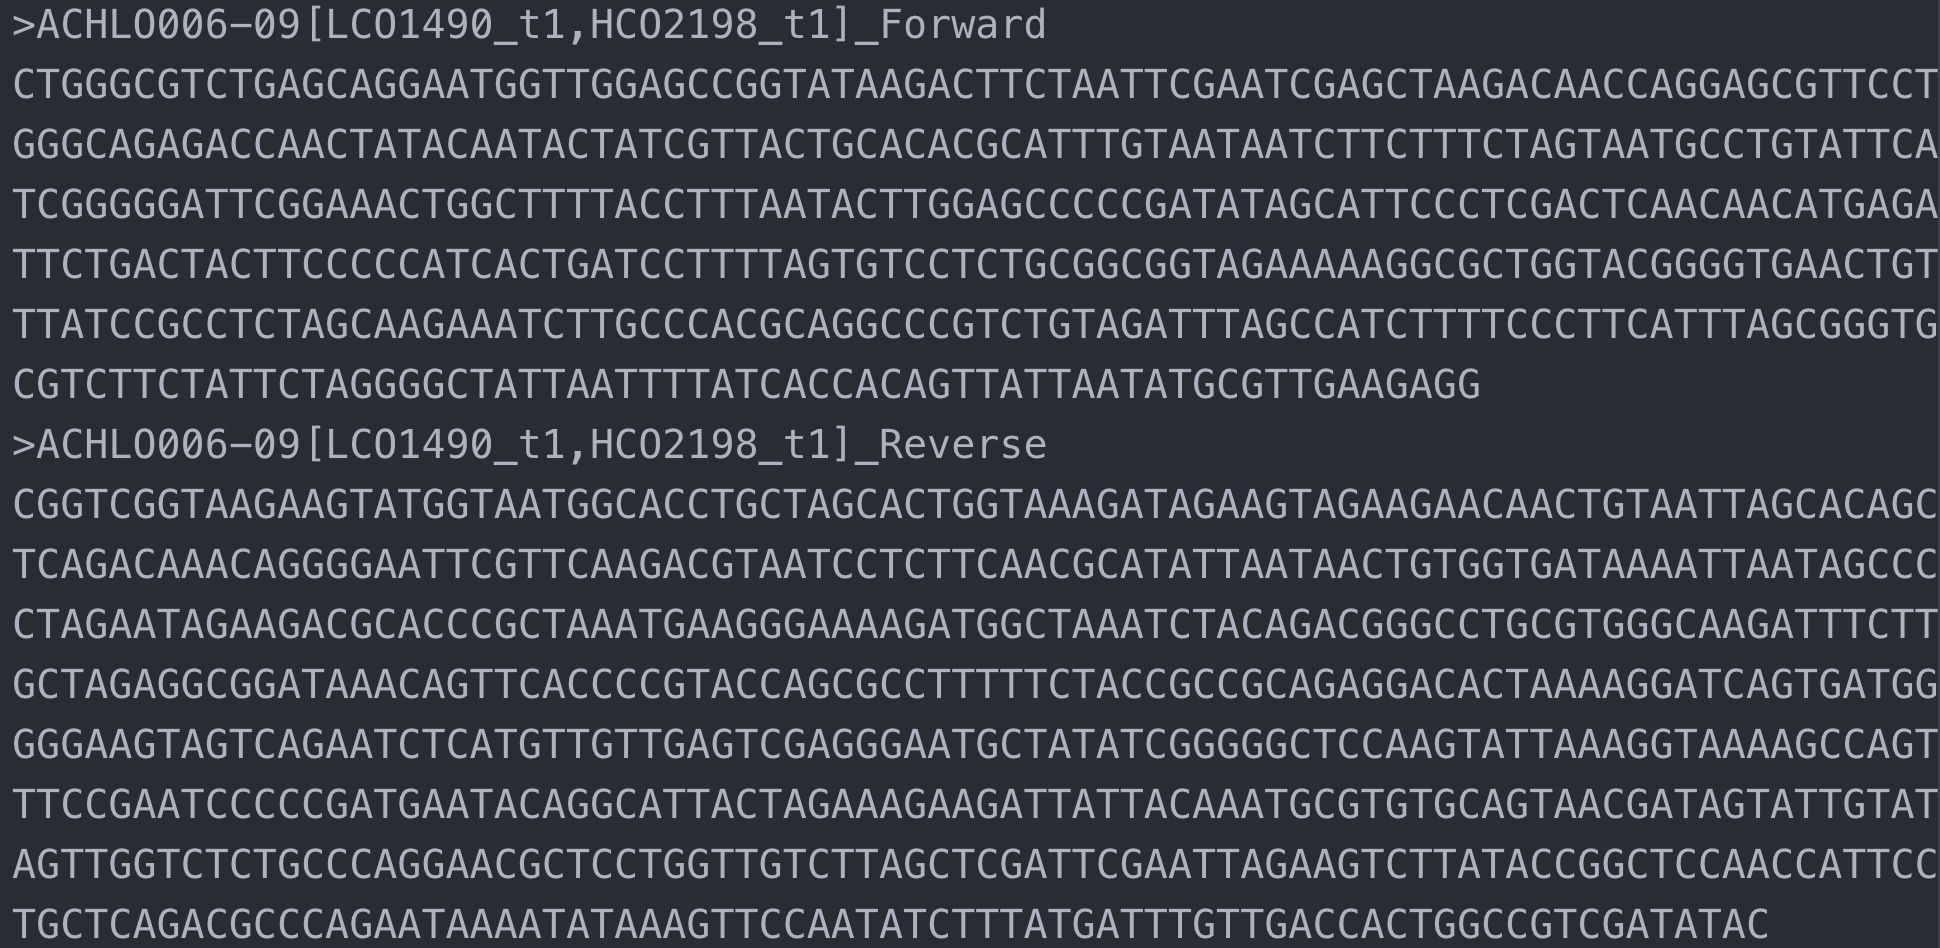 >ACHLO006-09[LCO1490_t1,HCO2198_t1]_Forward
CTGGGCGTCTGAGCAGGAATGGTTGGAGCCGGTATAAGACTTCTAATTCGAATCGAGCTAAGACAACCAGGAGCGTTCCT
GGGCAGAGACCAACTATACAATACTATCGTTACTGCACACGCATTTGTAATAATCTTCTTTCTAGTAATGCCTGTATTCA
TCGGGGGATTCGGAAACTGGCTTTTACCTTTAATACTTGGAGCCCCCGATATAGCATTCCCTCGACTCAACAACATGAGA
TTCTGACTACTTCCCCCATCACTGATCCTTTTAGTGTCCTCTGCGGCGGTAGAAAAAGGCGCTGGTACGGGGTGAACTGT
TTATCCGCCTCTAGCAAGAAATCTTGCCCACGCAGGCCCGTCTGTAGATTTAGCCATCTTTTCCCTTCATTTAGCGGGTG
CGTCTTCTATTCTAGGGGCTATTAATTTTATCACCACAGTTATTAATATGCGTTGAAGAGG
>ACHLO006-09[LCO1490_t1,HCO2198_t1]_Reverse
CGGTCGGTAAGAAGTATGGTAATGGCACCTGCTAGCACTGGTAAAGATAGAAGTAGAAGAACAACTGTAATTAGCACAGC
TCAGACAAACAGGGGAATTCGTTCAAGACGTAATCCTCTTCAACGCATATTAATAACTGTGGTGATAAAATTAATAGCCC
CTAGAATAGAAGACGCACCCGCTAAATGAAGGGAAAAGATGGCTAAATCTACAGACGGGCCTGCGTGGGCAAGATTTCTT
GCTAGAGGCGGATAAACAGTTCACCCCGTACCAGCGCCTTTTTCTACCGCCGCAGAGGACACTAAAAGGATCAGTGATGG
GGGAAGTAGTCAGAATCTCATGTTGTTGAGTCGAGGGAATGCTATATCGGGGGCTCCAAGTATTAAAGGTAAAAGCCAGT
TTCCGAATCCCCCGATGAATACAGGCATTACTAGAAAGAAGATTATTACAAATGCGTGTGCAGTAACGATAGTATTGTAT
AGTTGGTCTCTGCCCAGGAACGCTCCTGGTTGTCTTAGCTCGATTCGAATTAGAAGTCTTATACCGGCTCCAACCATTCC
TGCTCAGACGCCCAGAATAAAATATAAAGTTCCAATATCTTTATGATTTGTTGACCACTGGCCGTCGATATAC